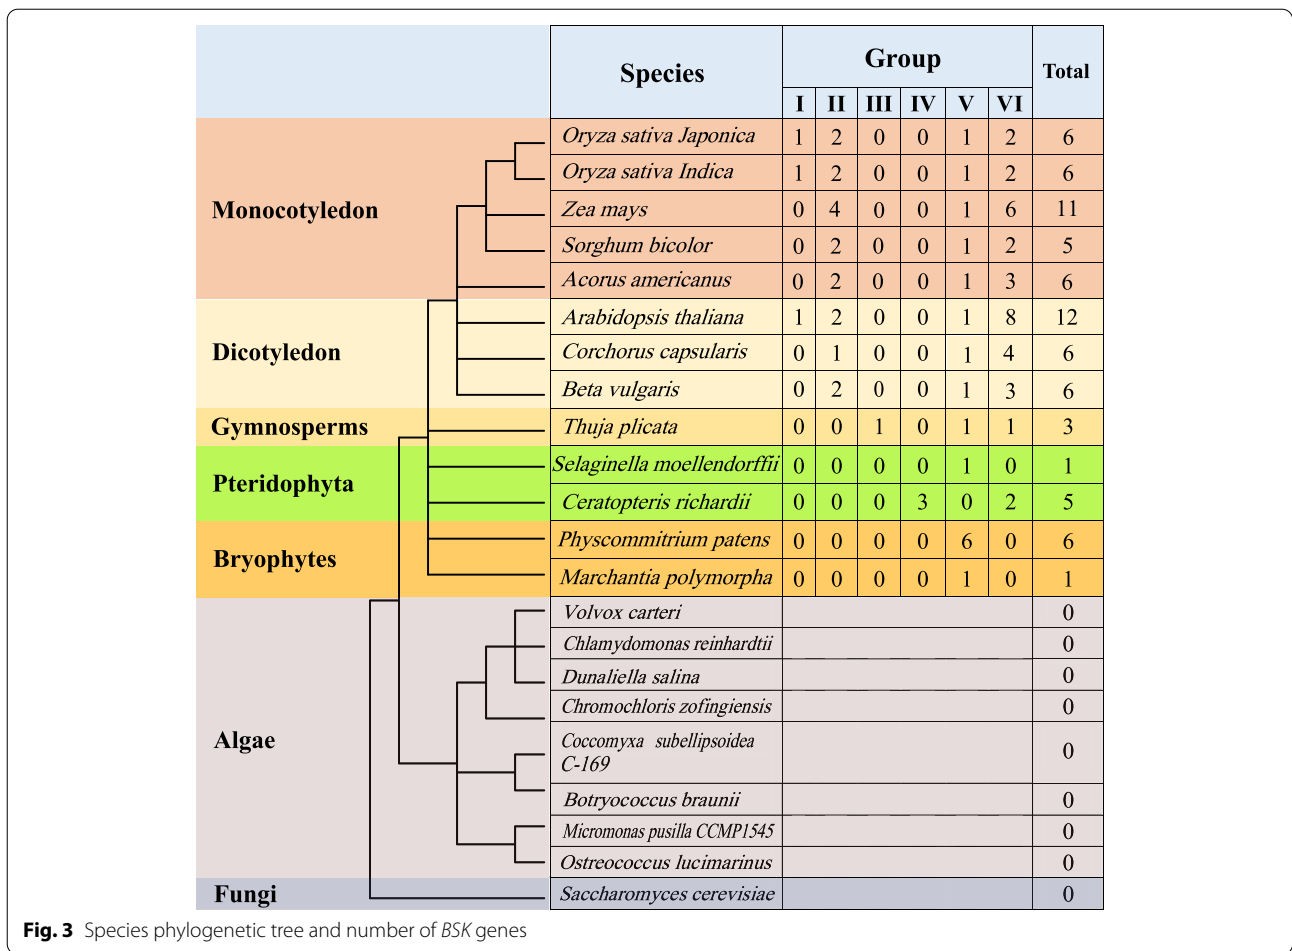 Species Group Total
I II III IV V VI
Monocotyledon
Oryza sativa Japonica 1 2 0 0 1 2 6
Oryza sativa Indica 1 2 0 0 1 2 6
Zea mays 0 4 0 0 1 6 11
Sorghum bicolor 0 2 0 0 1 2 5
Acorus americanus 0 2 0 0 1 3 6
Dicotyledon
Arabidopsis thaliana 1 2 0 0 1 8 12
Corchorus capsularis 0 1 0 0 1 4 6
Beta vulgaris 0 2 0 0 1 3 6
Gymnosperms
Thuja plicata 0 0 1 0 1 1 3
Pteridophyta
Selaginella moellendorffii 0 0 0 0 1 0 1
Ceratopteris richardii 0 0 0 3 0 2 5
Bryophytes
Physcommitrium patens 0 0 0 0 6 0 6
Marchantia polymorpha 0 0 0 0 1 0 1
Algae
Volvox carteri 0
Chlamydomonas reinhardtii 0
Dunaliella salina 0
Chromochloris zofingiensis 0
Coccomyxa subellipsoidea
C-169 0
Botryococcus braunii 0
Micromonas pusilla CCMP1545 0
Ostreococcus lucimarinus 0
Fungi
Saccharomyces cerevisiae 0
Fig. 3 Species phylogenetic tree and number of BSK genes